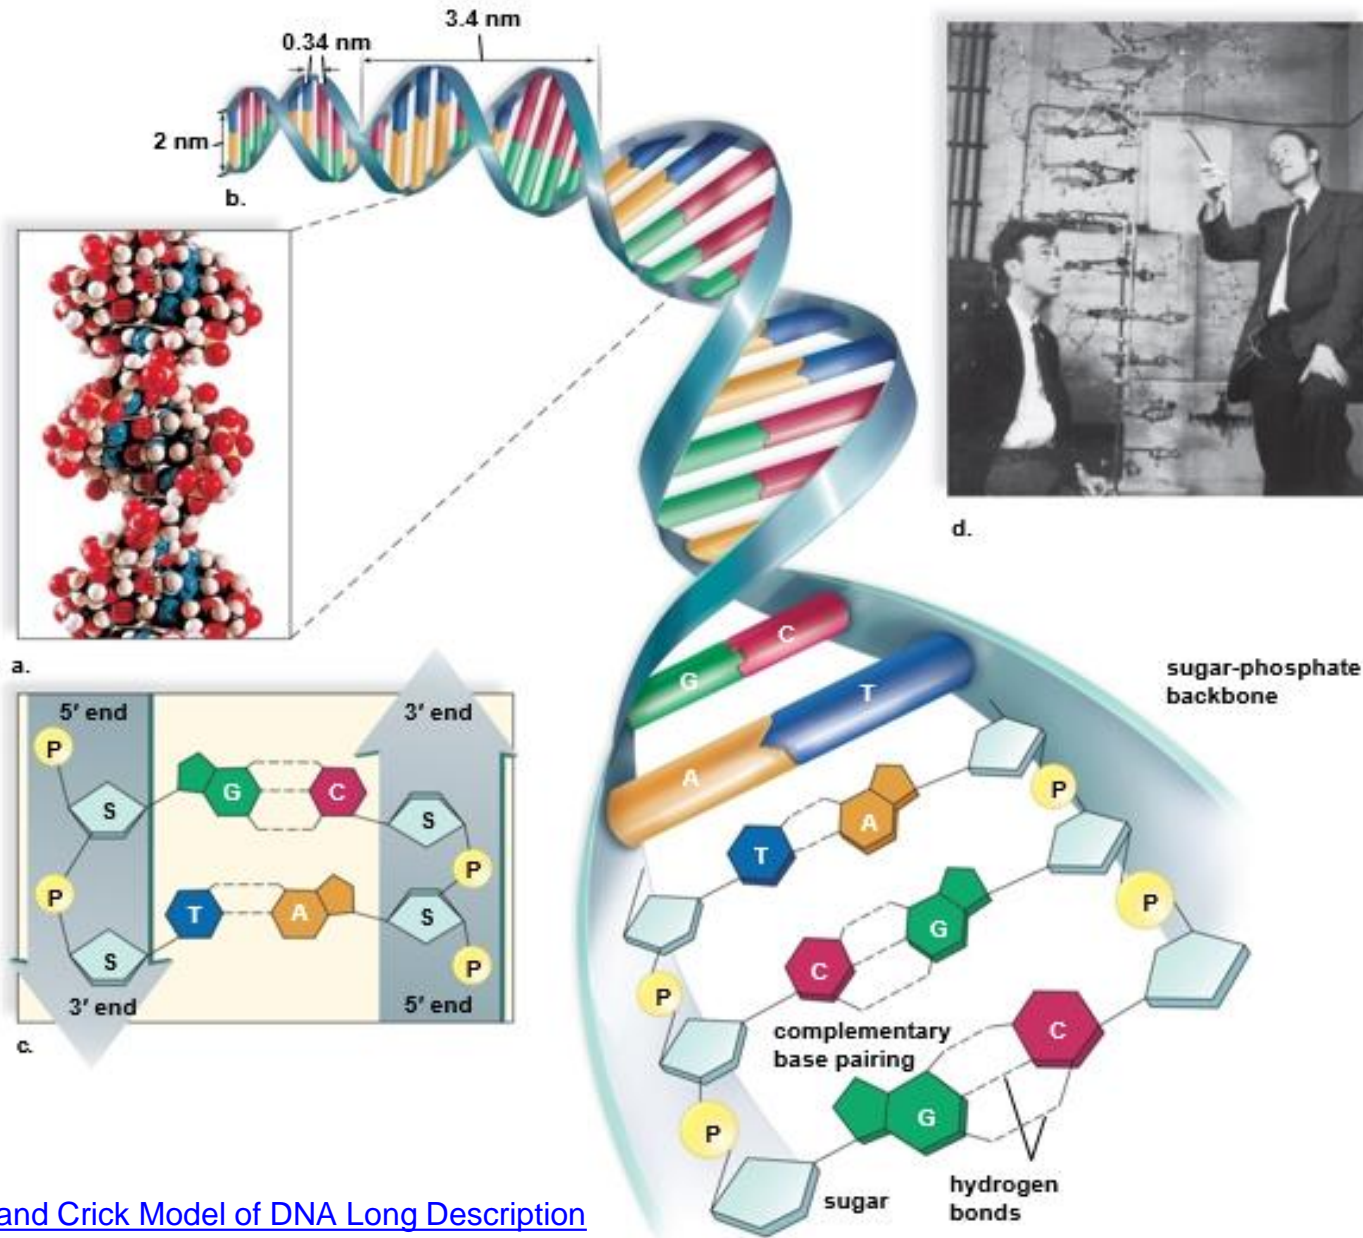 3.4 nm
0.34 nm
2 nm
b.
a.
d.
C
G
T
A
sugar-phosphate
backbone
5′ end
3′ end
P
G
C
S
S
P
P
T
A
S
S
P
3′ end
5′ end
c.
P
A
T
P
G
C
P
complementary
base pairing
C
G
P
sugar
hydrogen
bonds
and Crick Model of DNA Long Description